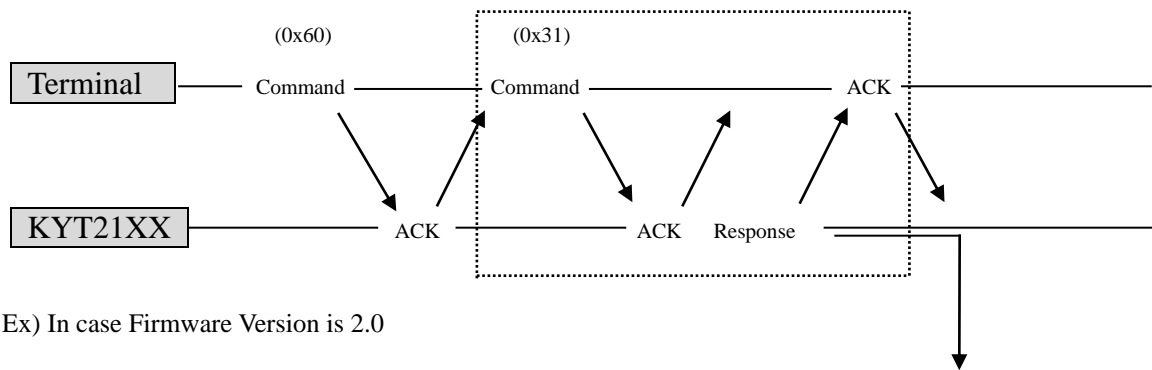 (0x60) (0x31)
Terminal Command Command ACK
KYT21XX ACK ACK Response
Ex) In case Firmware Version is 2.0